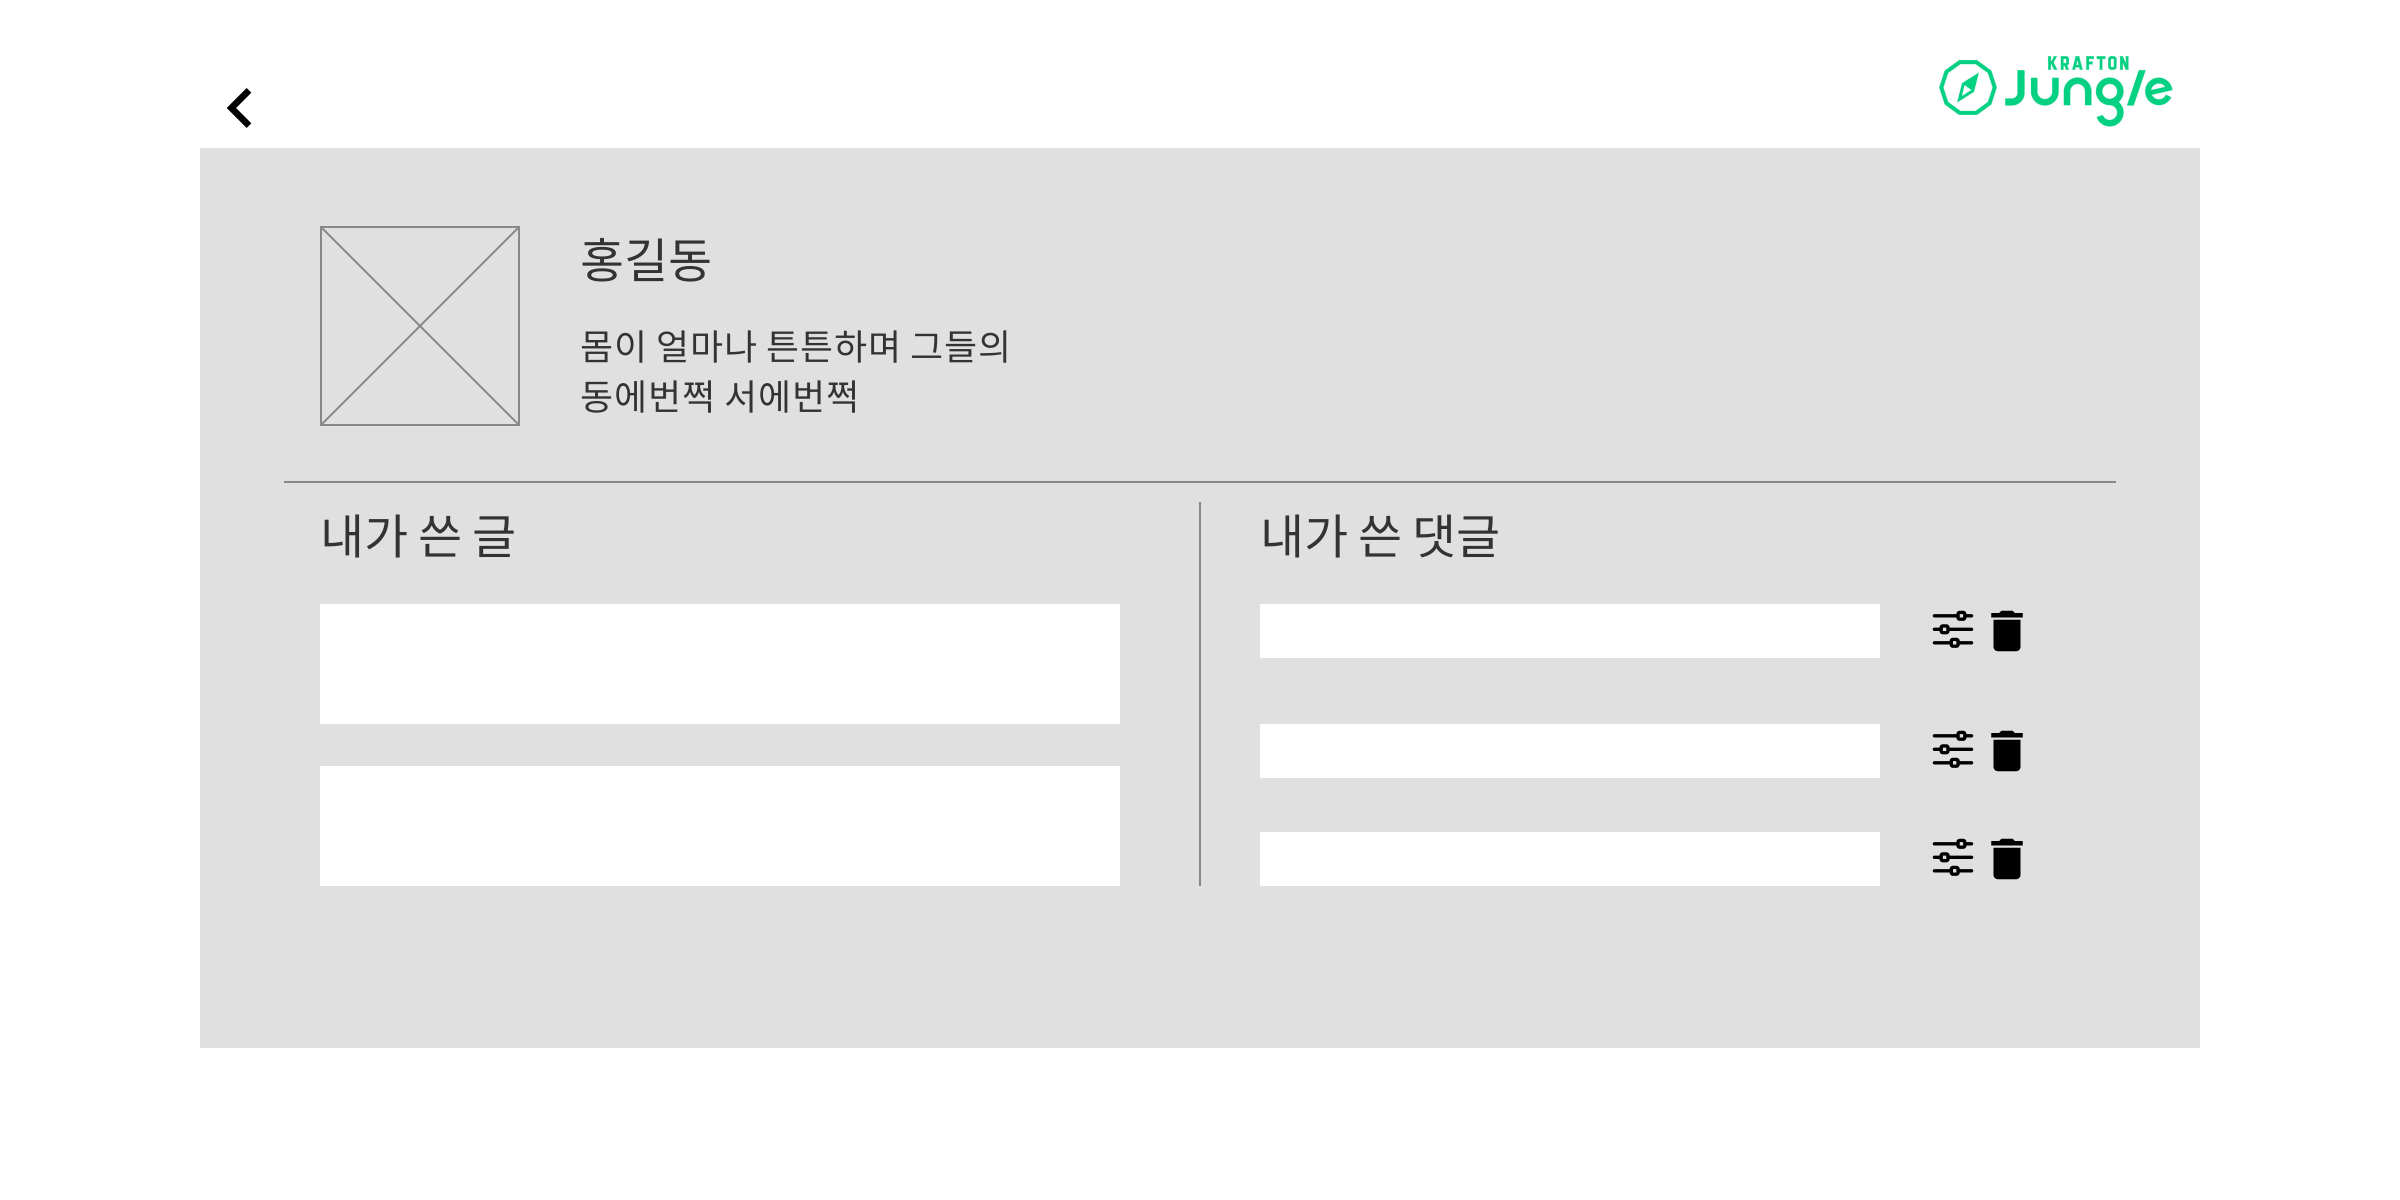 KRAFTON
Jungle
홍길동
몸이 얼마나 튼튼하며 그들의
동에번쩍 서에번쩍
내가 쓴 글
내가 쓴 댓글